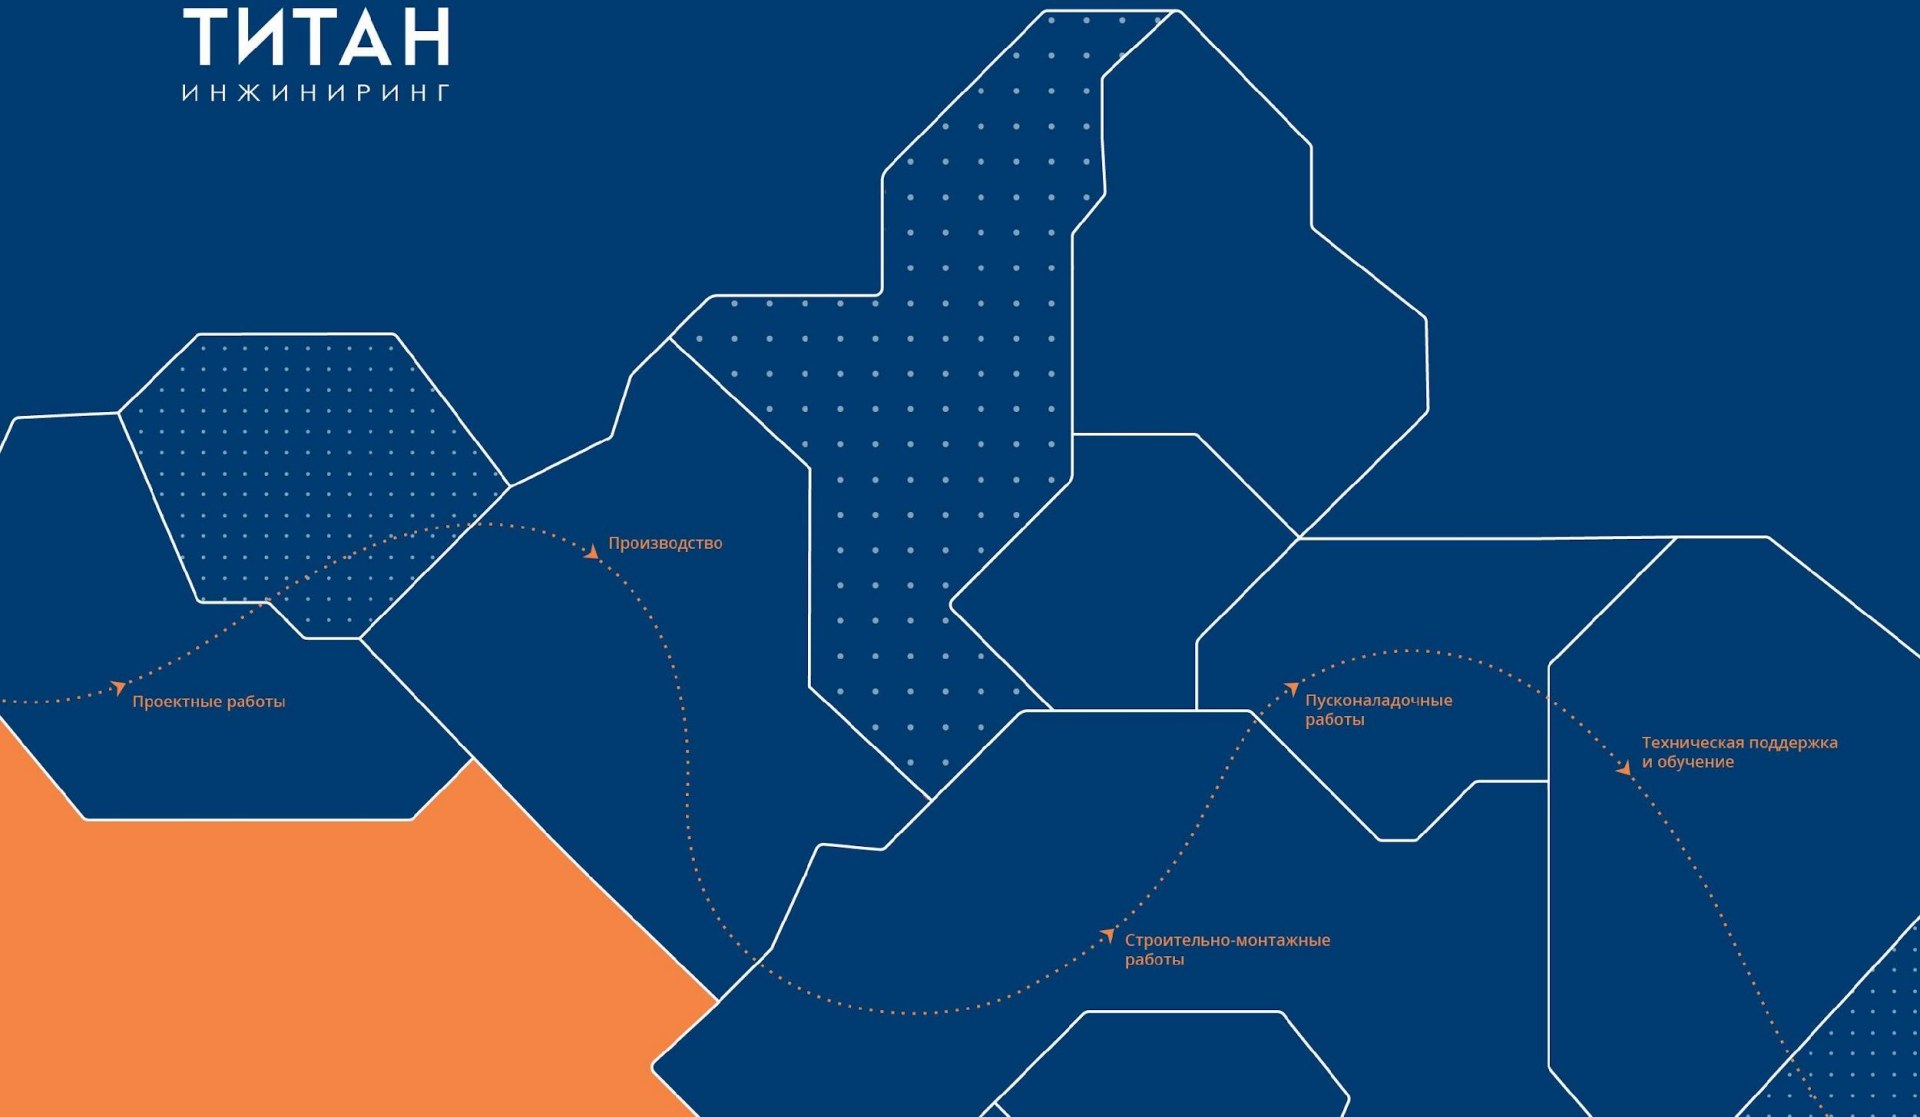 ТИТАН
ИНЖИНИРИНГ
Производство
Проектные работы
Пусконаладочные
работы
Техническая поддержка
и обучение
Строительно-монтажные
работы